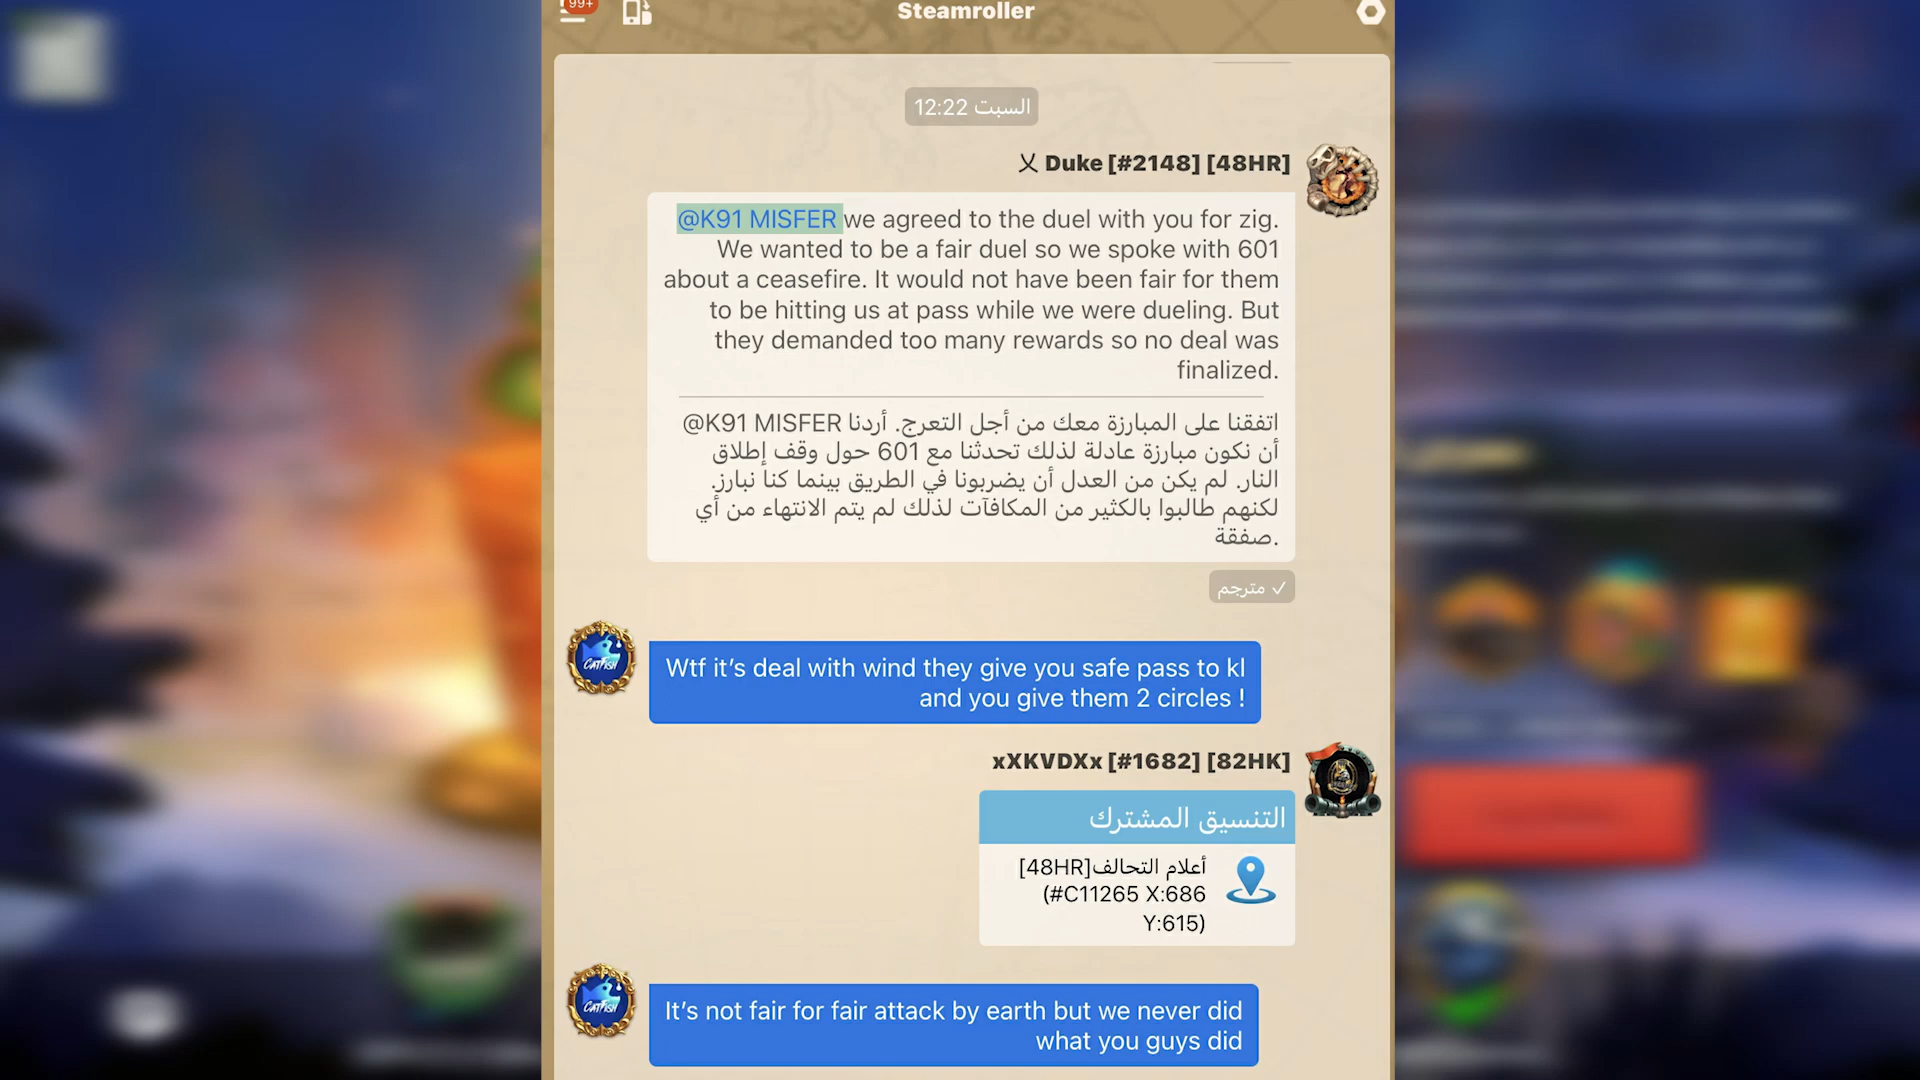 99+
Steamroller
السبت 12:22
乂 Duke [#2148] [48HR]
@K91 MISFER we agreed to the duel with you for zig.
We wanted to be a fair duel so we spoke with 601
about a ceasefire. It would not have been fair for them
to be hitting us at pass while we were dueling. But
they demanded too many rewards so no deal was
finalized.
@K91 MISFER اتفقنا على المبارزة معك من أجل التعرج. أردنا
أن نكون مبارزة عادلة لذلك تحدثنا مع 601 حول وقف إطلاق
النار. لم يكن من العدل أن يضربونا في الطريق بينما كنا نبارز.
لكنهم طالبوا بالكثير من المكافآت لذلك لم يتم الانتهاء من أي
صفقة.
مترجم ✓
CATFISH
Wtf it’s deal with wind they give you safe pass to kl
and you give them 2 circles !
xXKVDXx [#1682] [82HK]
التنسيق المشترك
أعلام التحالف[48HR]
(#C11265 X:686
Y:615)
CATFISH
It’s not fair for fair attack by earth but we never did
what you guys did